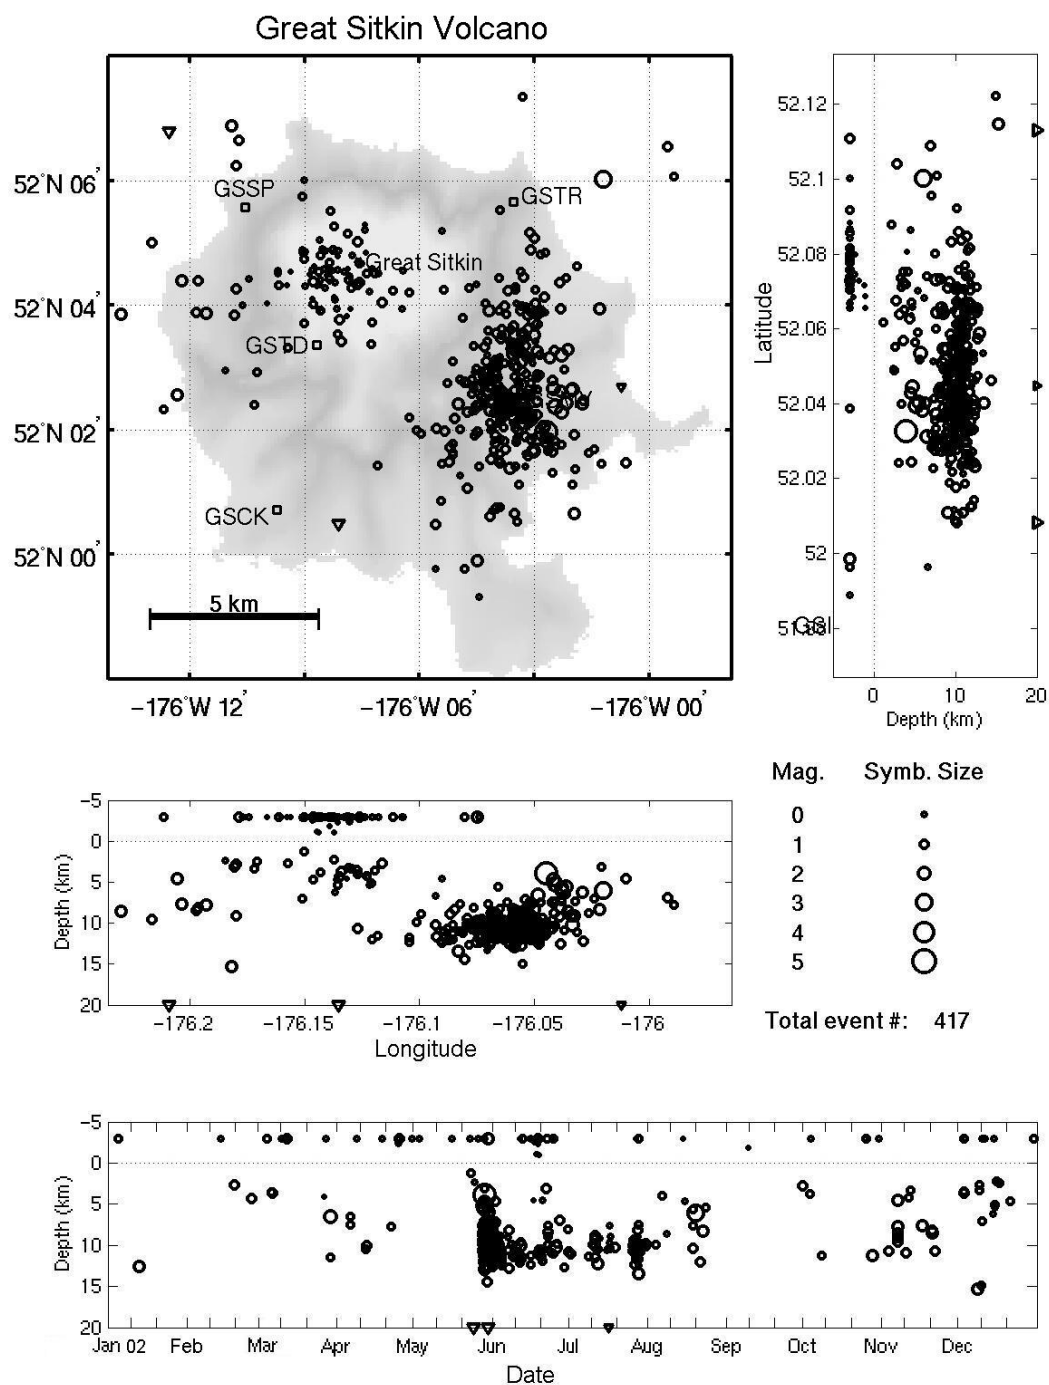 Great Sitkin Volcano
52°N 06'
52°N 04'
52°N 02'
52°N 00'
GSSP
GSTR
Great Sitkin
GSTD
GSCK
5 km
-176°W 12'
-176°W 06'
-176°W 00'
52.12
52.1
52.08
52.06
52.04
52.02
52
Latitude
0
10
20
Depth (km)
-5
0
5
10
15
20
Depth (km)
-176.2
-176.15
-176.1
-176.05
-176
Longitude
Mag. Symb. Size
0
1
2
3
4
5
Total event #: 417
-5
0
5
10
15
20
Depth (km)
Jan 02 Feb Mar Apr May Jun Jul Aug Sep Oct Nov Dec
Date